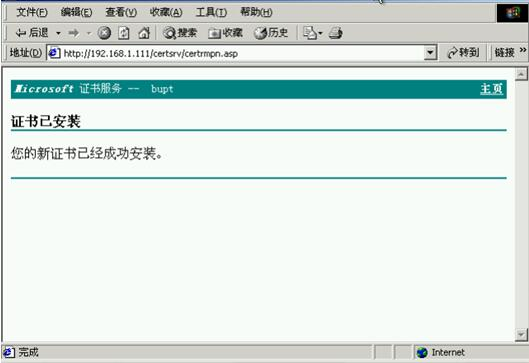 文件(F) 编辑(E) 查看(V) 收藏(A) 工具(T) 帮助(H)
后退 搜索 收藏 历史
地址(D) http://192.168.1.111/certsrv/certrmpn.asp 转到 链接 »
Microsoft 证书服务 -- bupt 主页
证书已安装
您的新证书已经成功安装。
完成 Internet